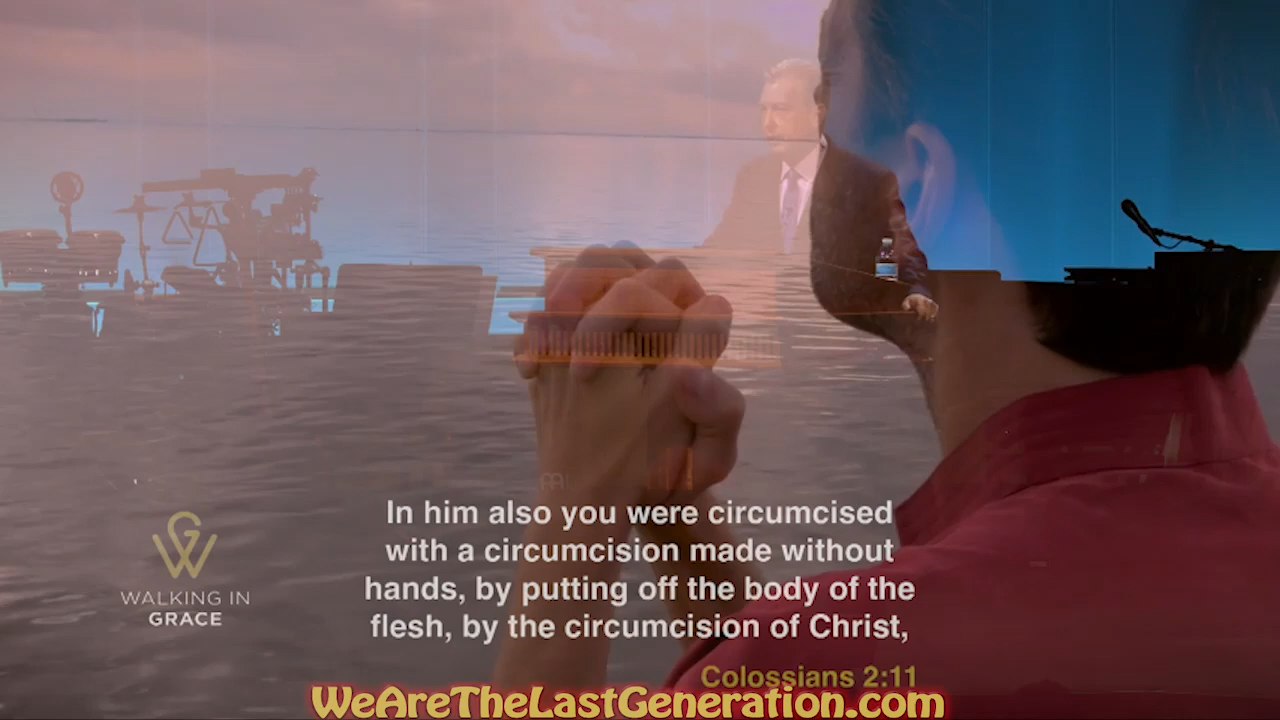 In him also you were circumcised
with a circumcision made without
hands, by putting off the body of the
flesh, by the circumcision of Christ,
Colossians 2:11
WALKING IN
GRACE
WeAreTheLastGeneration.com